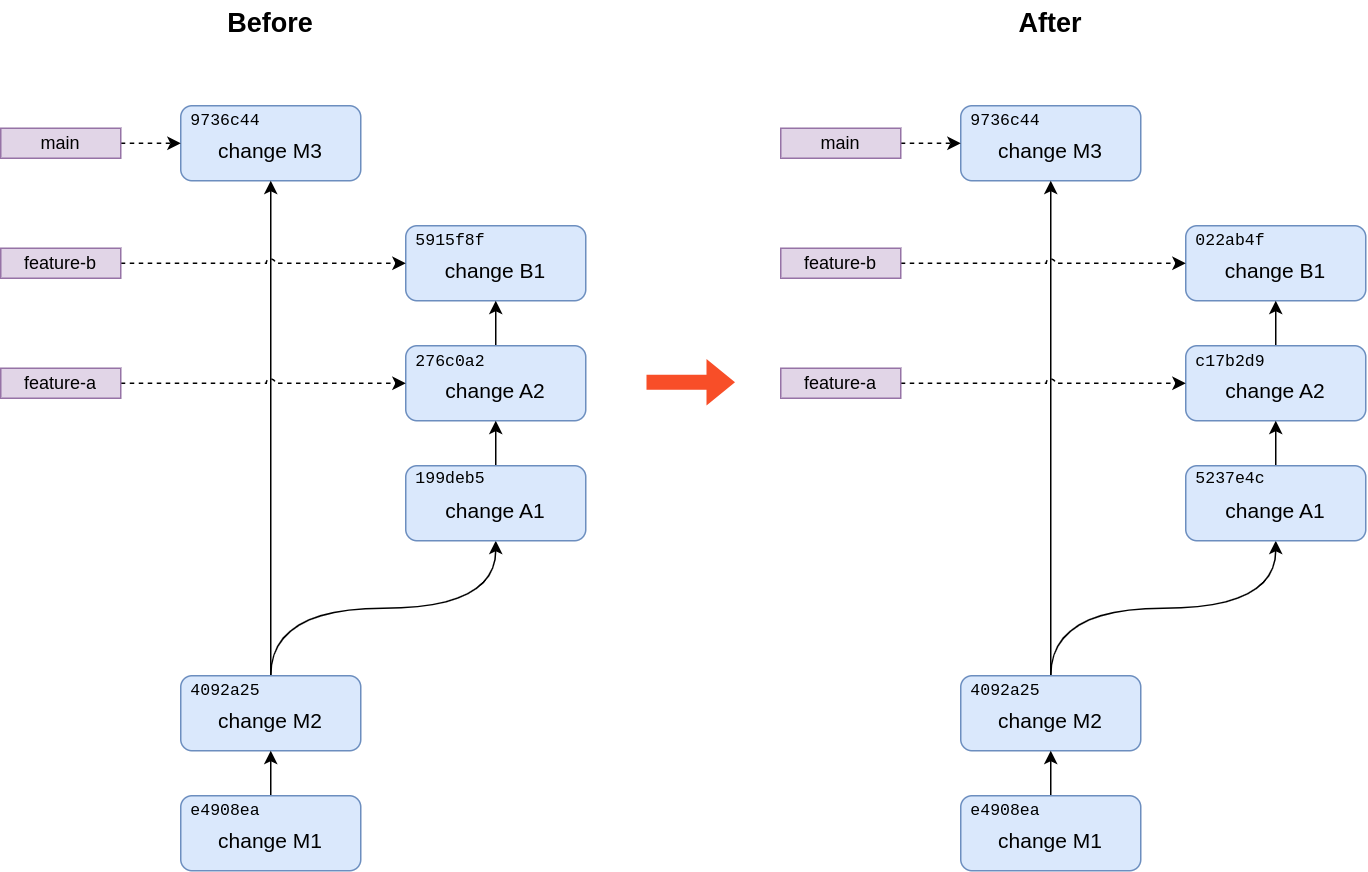 Before
9736c44
main
change M3
5915f8f
feature-b
change B1
276c0a2
feature-a
change A2
199deb5
change A1
4092a25
change M2
e4908ea
change M1
After
9736c44
main
change M3
022ab4f
feature-b
change B1
c17b2d9
feature-a
change A2
5237e4c
change A1
4092a25
change M2
e4908ea
change M1